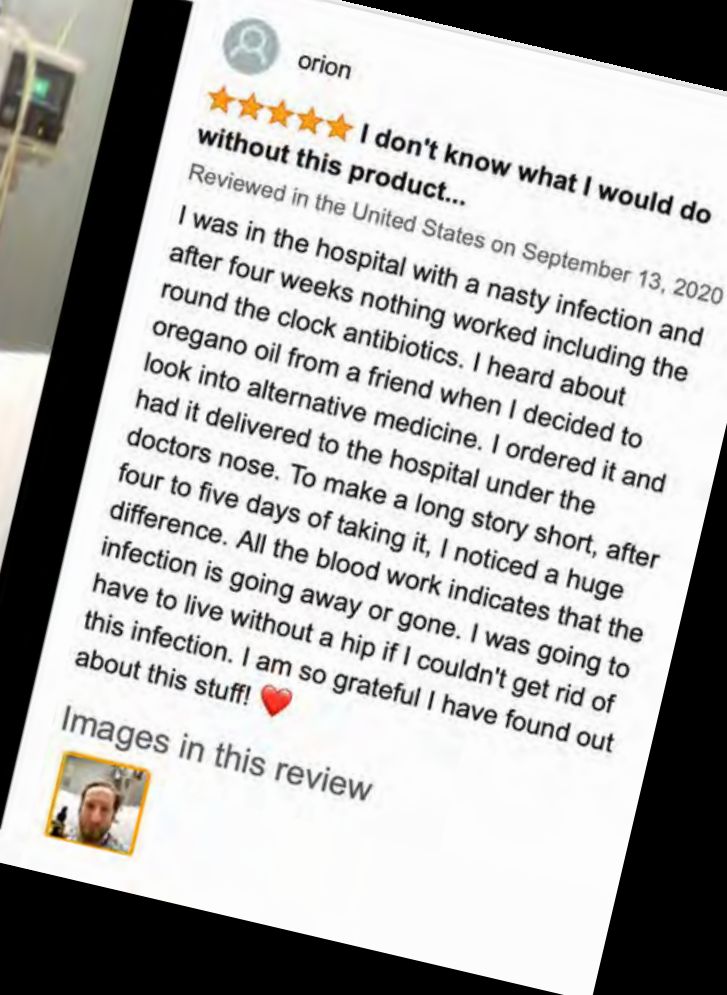 orion
I don't know what I would do
without this product...
Reviewed in the United States on September 13, 2020
I was in the hospital with a nasty infection and
after four weeks nothing worked including the
round the clock antibiotics. I heard about
oregano oil from a friend when I decided to
look into alternative medicine. I ordered it and
had it delivered to the hospital under the
doctors nose. To make a long story short, after
four to five days of taking it, I noticed a huge
difference. All the blood work indicates that the
infection is going away or gone. I was going to
have to live without a hip if I couldn't get rid of
this infection. I am so grateful I have found out
about this stuff! ❤️
Images in this review